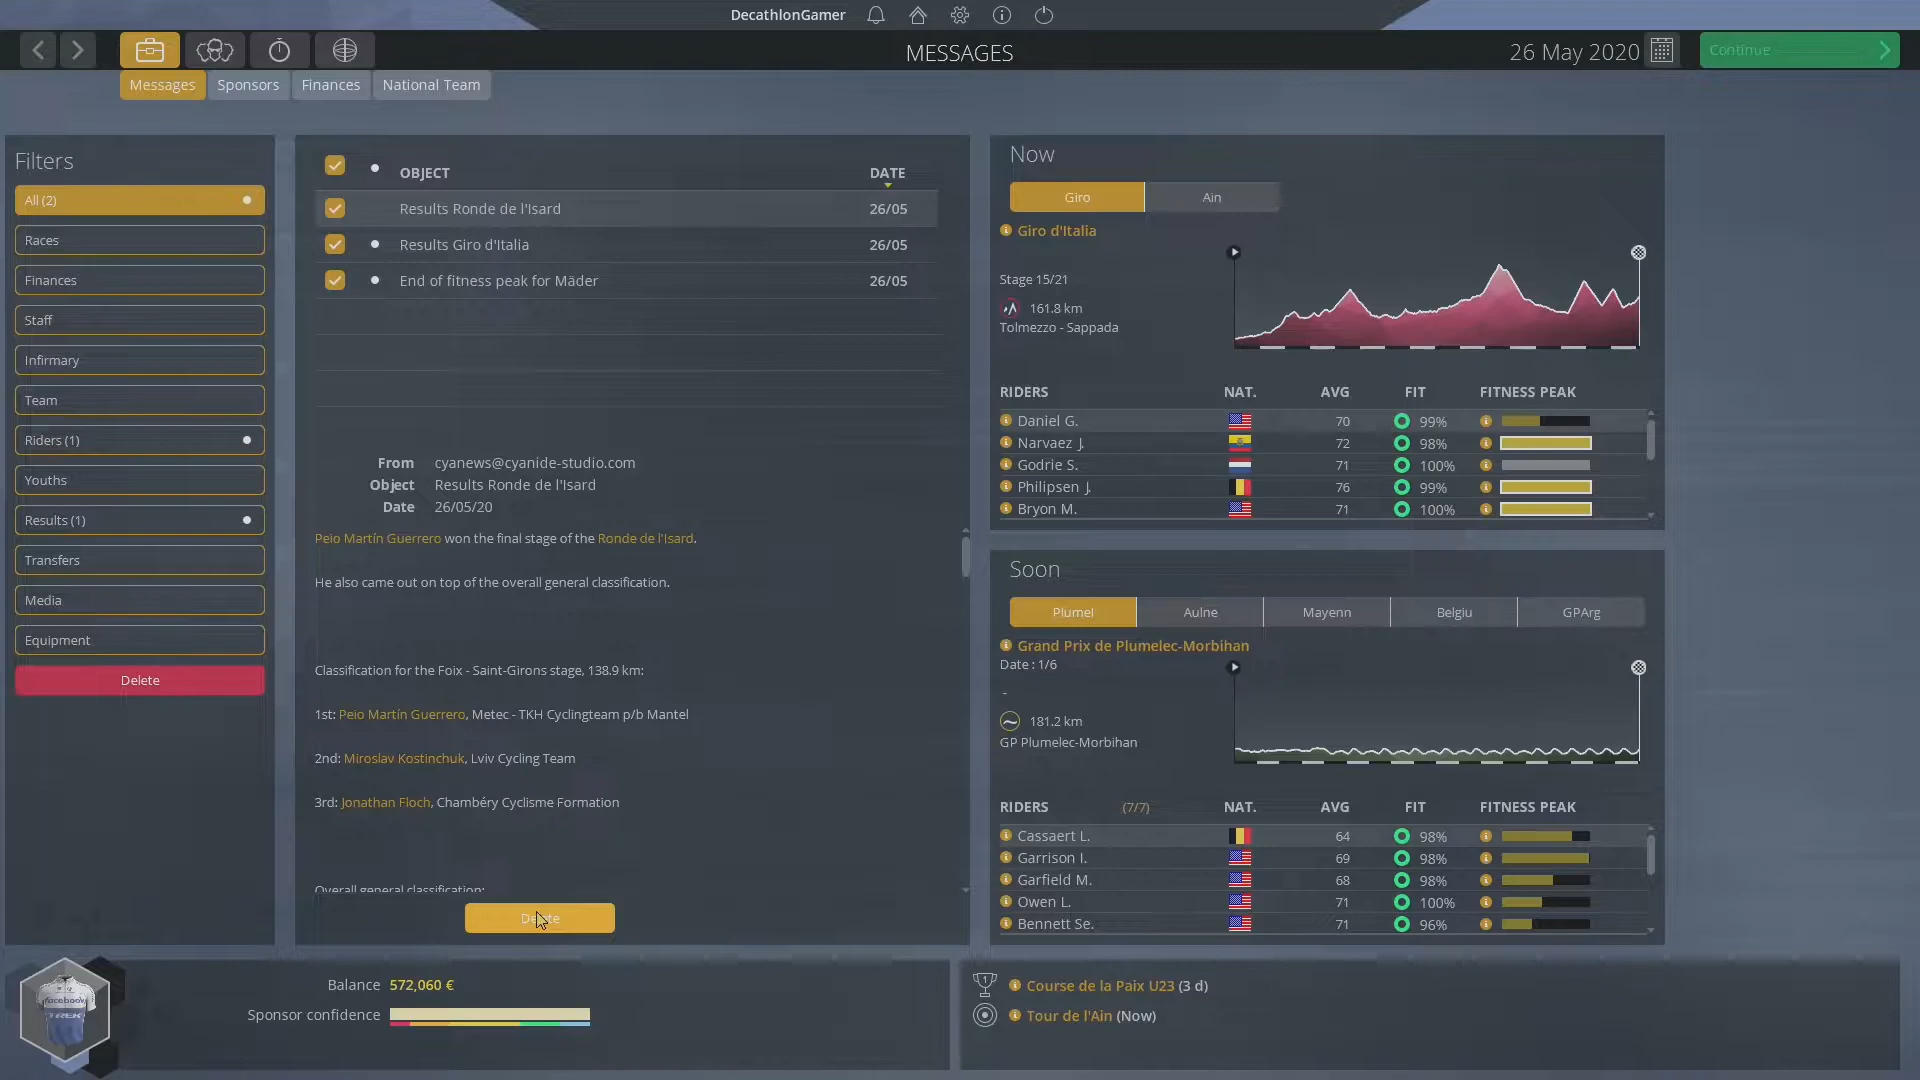 DecathlonGamer
MESSAGES
26 May 2020
Continue
Messages
Sponsors
Finances
National Team
Filters
All (2)
Races
Finances
Staff
Infirmary
Team
Riders (1)
Youths
Results (1)
Transfers
Media
Equipment
Delete
OBJECT DATE
Results Ronde de l'Isard 26/05
Results Giro d'Italia 26/05
End of fitness peak for Mäder 26/05
From cyanews@cyanide-studio.com
Object Results Ronde de l'Isard
Date 26/05/20
Peio Martín Guerrero won the final stage of the Ronde de l'Isard.
He also came out on top of the overall general classification.
Classification for the Foix - Saint-Girons stage, 138.9 km:
1st: Peio Martín Guerrero, Metec - TKH Cyclingteam p/b Mantel
2nd: Miroslav Kostinchuk, Lviv Cycling Team
3rd: Jonathan Floch, Chambéry Cyclisme Formation
Overall general classification:
Delete
Now
Giro Ain
Giro d'Italia
Stage 15/21
161.8 km
Tolmezzo - Sappada
RIDERS NAT. AVG FIT FITNESS PEAK
Daniel G. 70 99%
Narvaez J. 72 98%
Godrie S. 71 100%
Philipsen J. 76 99%
Bryon M. 71 100%
Soon
Plumel Aulne Mayenn Belgiu GPArg
Grand Prix de Plumelec-Morbihan
Date : 1/6
-
181.2 km
GP Plumelec-Morbihan
RIDERS (7/7) NAT. AVG FIT FITNESS PEAK
Cassaert L. 64 98%
Garrison I. 69 98%
Garfield M. 68 98%
Owen L. 71 100%
Bennett Se. 71 96%
facebook
TREK
Balance 572,060 €
Sponsor confidence
1
Course de la Paix U23 (3 d)
Tour de l'Ain (Now)